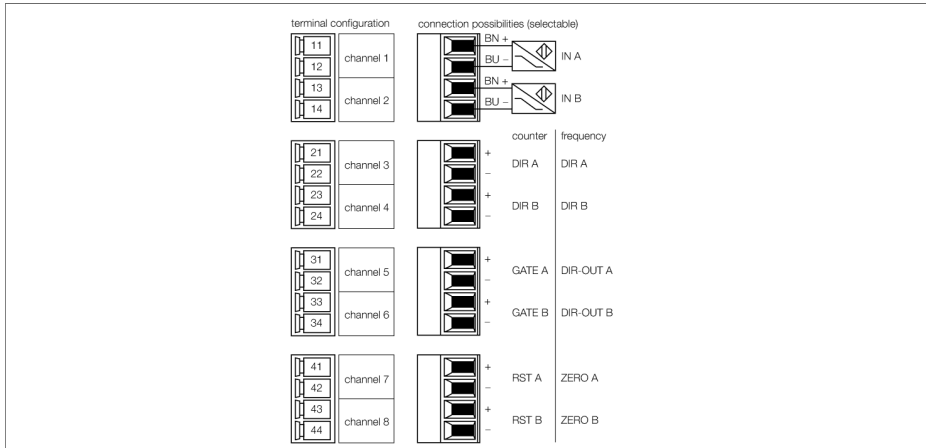 terminal configuration connection possibilities (selectable)
11 channel 1 BN + IN A
12 BU –
13 channel 2 BN + IN B
14 BU –
counter frequency
21 channel 3 + DIR A DIR A
22 –
23 channel 4 + DIR B DIR B
24 –
31 channel 5 + GATE A DIR-OUT A
32 –
33 channel 6 + GATE B DIR-OUT B
34 –
41 channel 7 + RST A ZERO A
42 –
43 channel 8 + RST B ZERO B
44 –